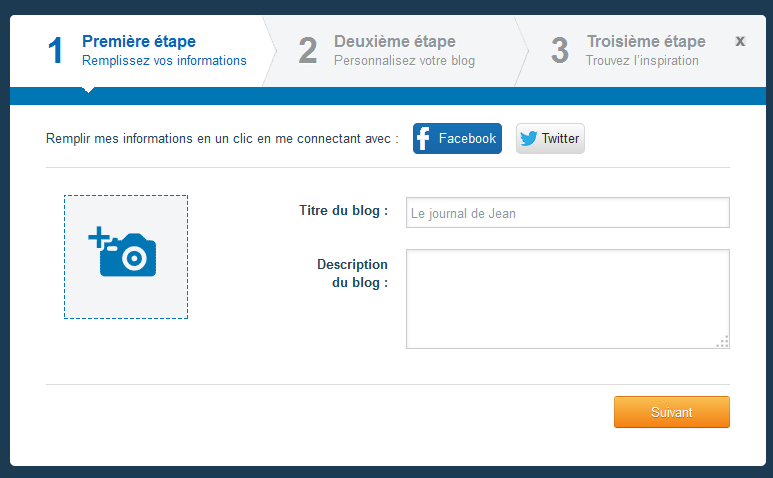 1 Première étape
Remplissez vos informations
2 Deuxième étape
Personnalisez votre blog
3 Troisième étape
Trouvez l'inspiration
x
Remplir mes informations en un clic en me connectant avec :
f Facebook
Twitter
Titre du blog :
Le journal de Jean
Description
du blog :
Suivant